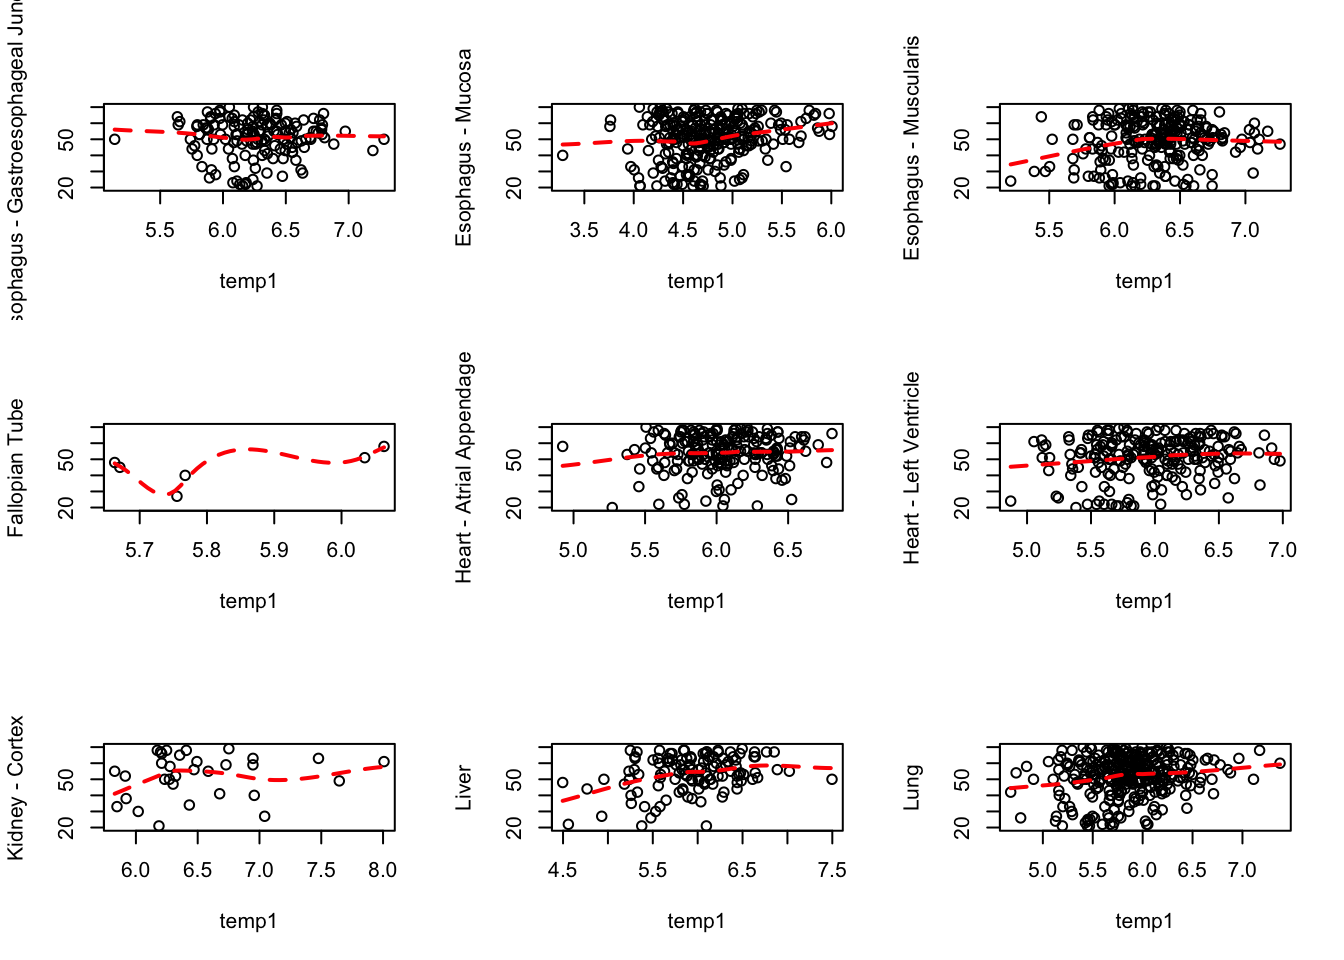 sophagus - Gastroesophageal Junc
50
20
5.5 6.0 6.5 7.0
temp1
Esophagus - Mucosa
50
20
3.5 4.0 4.5 5.0 5.5 6.0
temp1
Esophagus - Muscularis
50
20
5.5 6.0 6.5 7.0
temp1
Fallopian Tube
50
20
5.7 5.8 5.9 6.0
temp1
Heart - Atrial Appendage
50
20
5.0 5.5 6.0 6.5
temp1
Heart - Left Ventricle
50
20
5.0 5.5 6.0 6.5 7.0
temp1
Kidney - Cortex
50
20
6.0 6.5 7.0 7.5 8.0
temp1
Liver
50
20
4.5 5.5 6.5 7.5
temp1
Lung
50
20
5.0 5.5 6.0 6.5 7.0
temp1